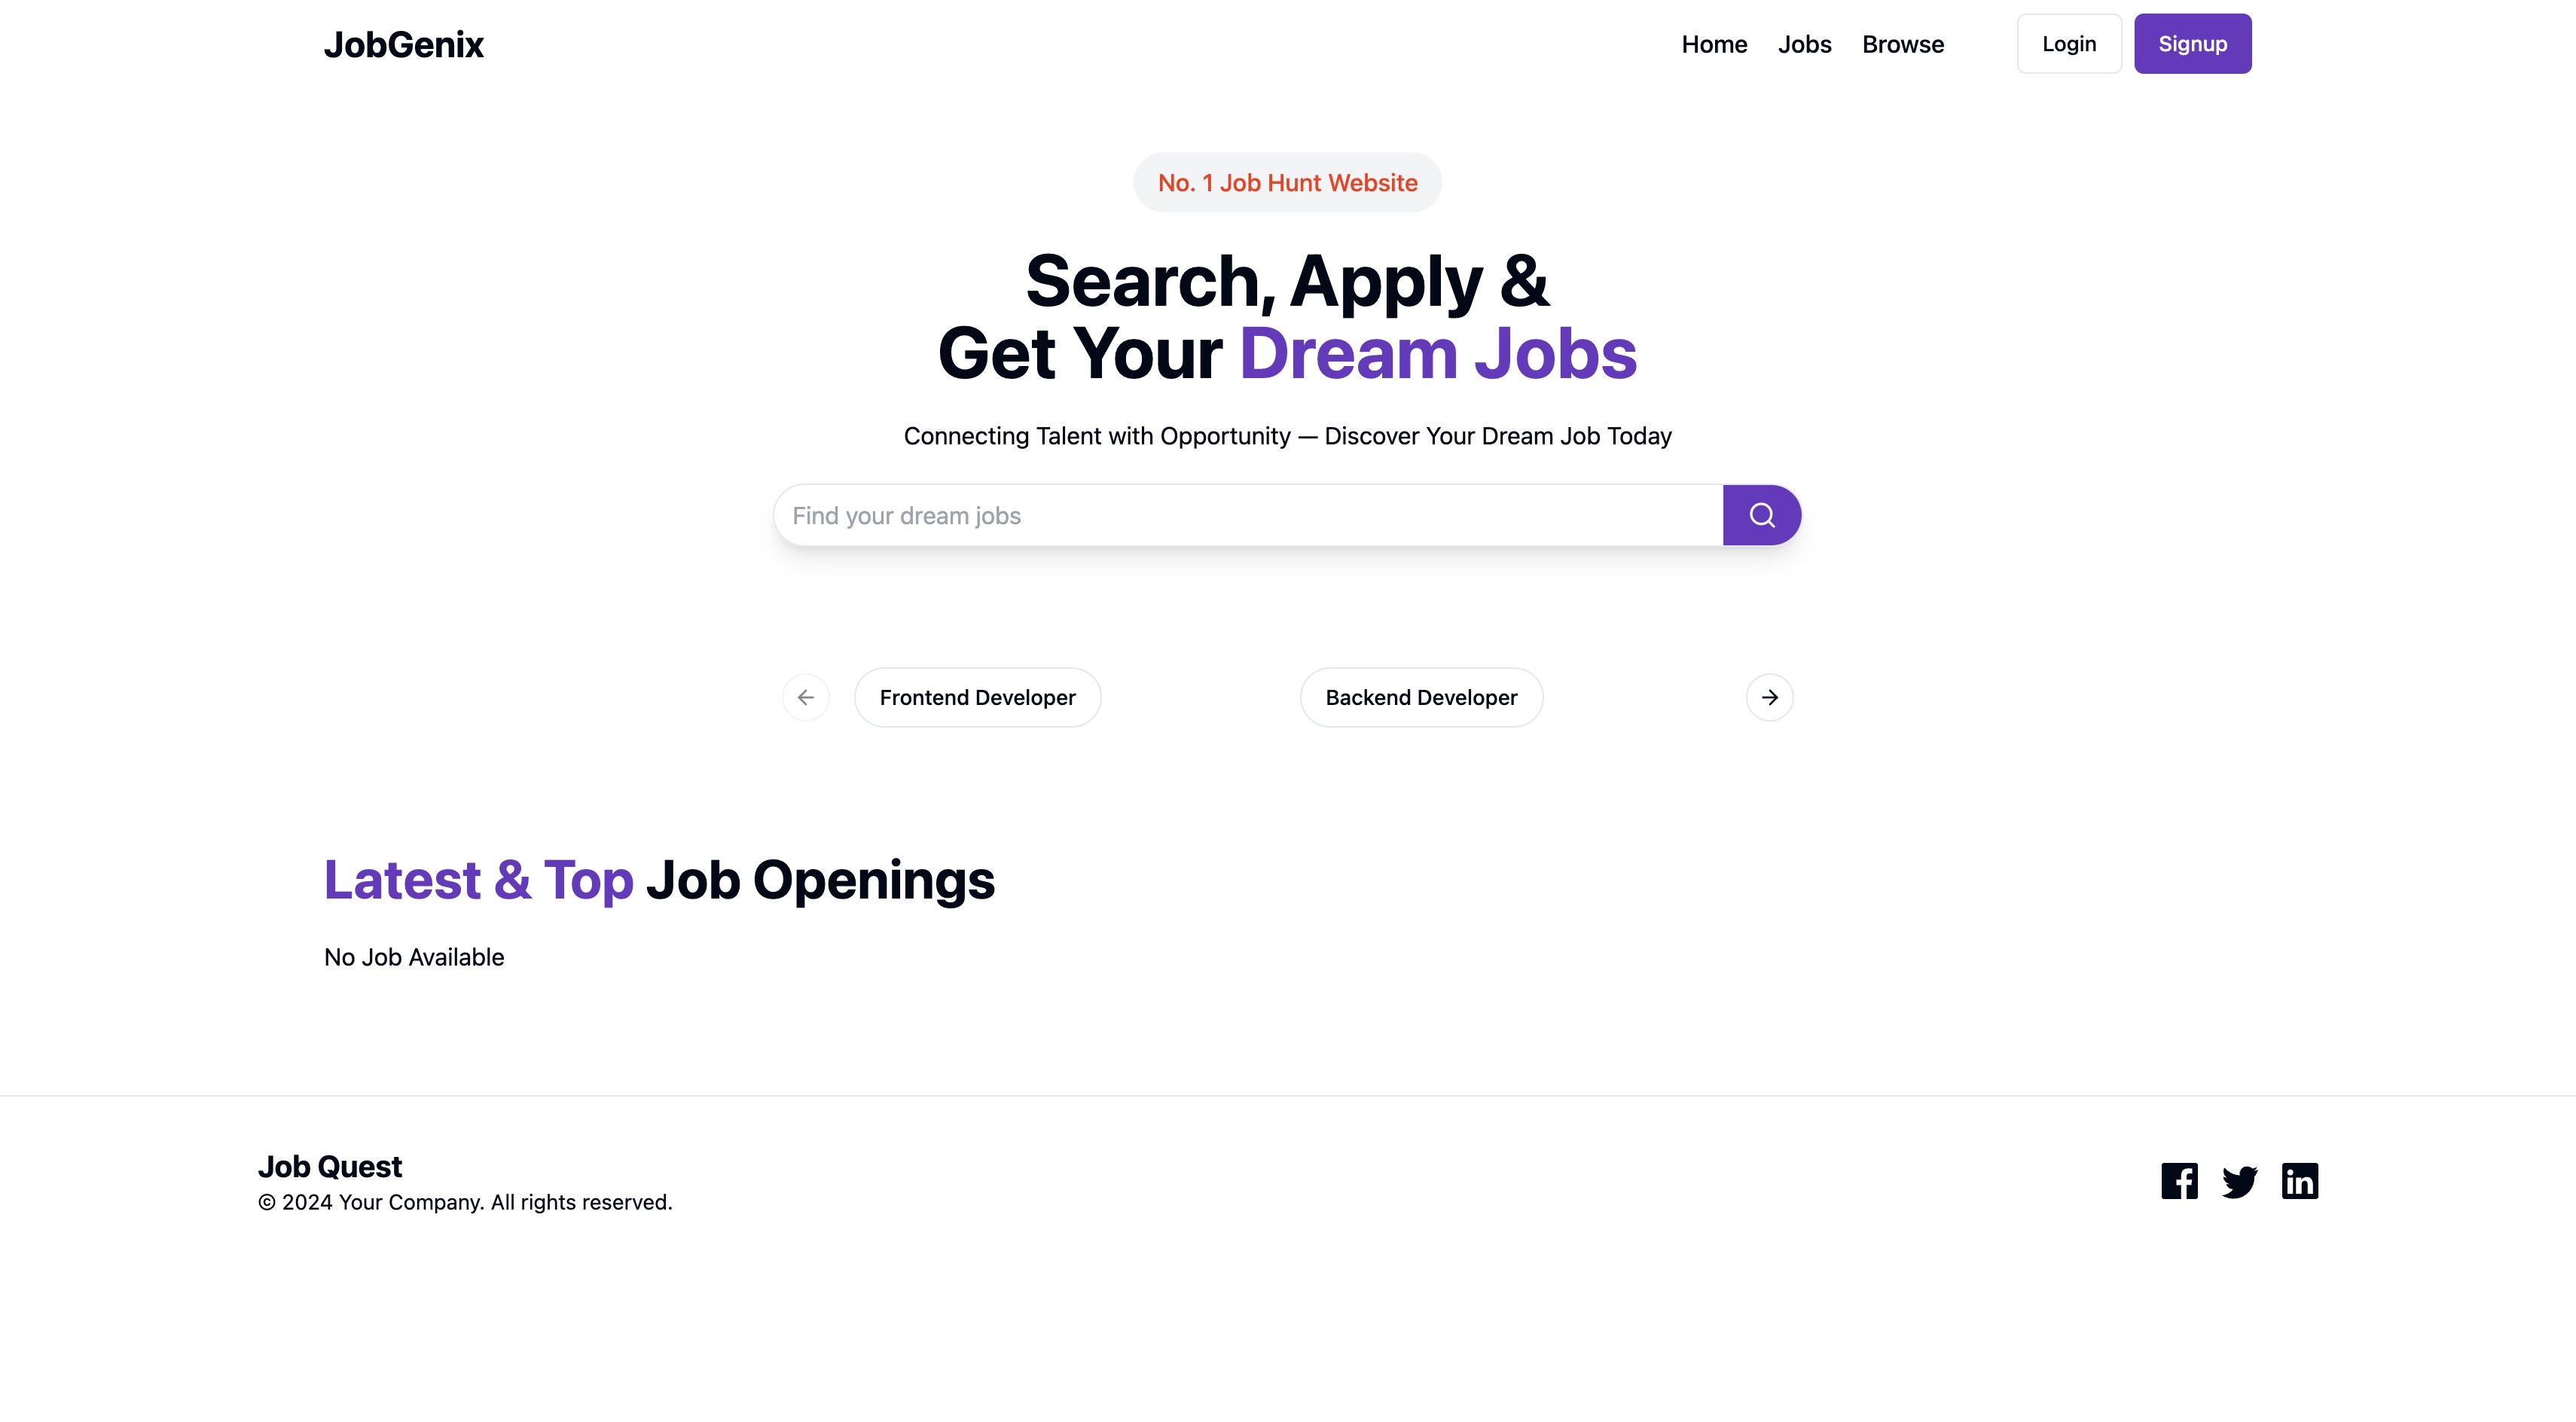 JobGenix
Home
Jobs
Browse
Login
Signup
No. 1 Job Hunt Website
Search, Apply &
Get Your Dream Jobs
Connecting Talent with Opportunity — Discover Your Dream Job Today
Find your dream jobs
Frontend Developer
Backend Developer
Latest & Top Job Openings
No Job Available
Job Quest
© 2024 Your Company. All rights reserved.